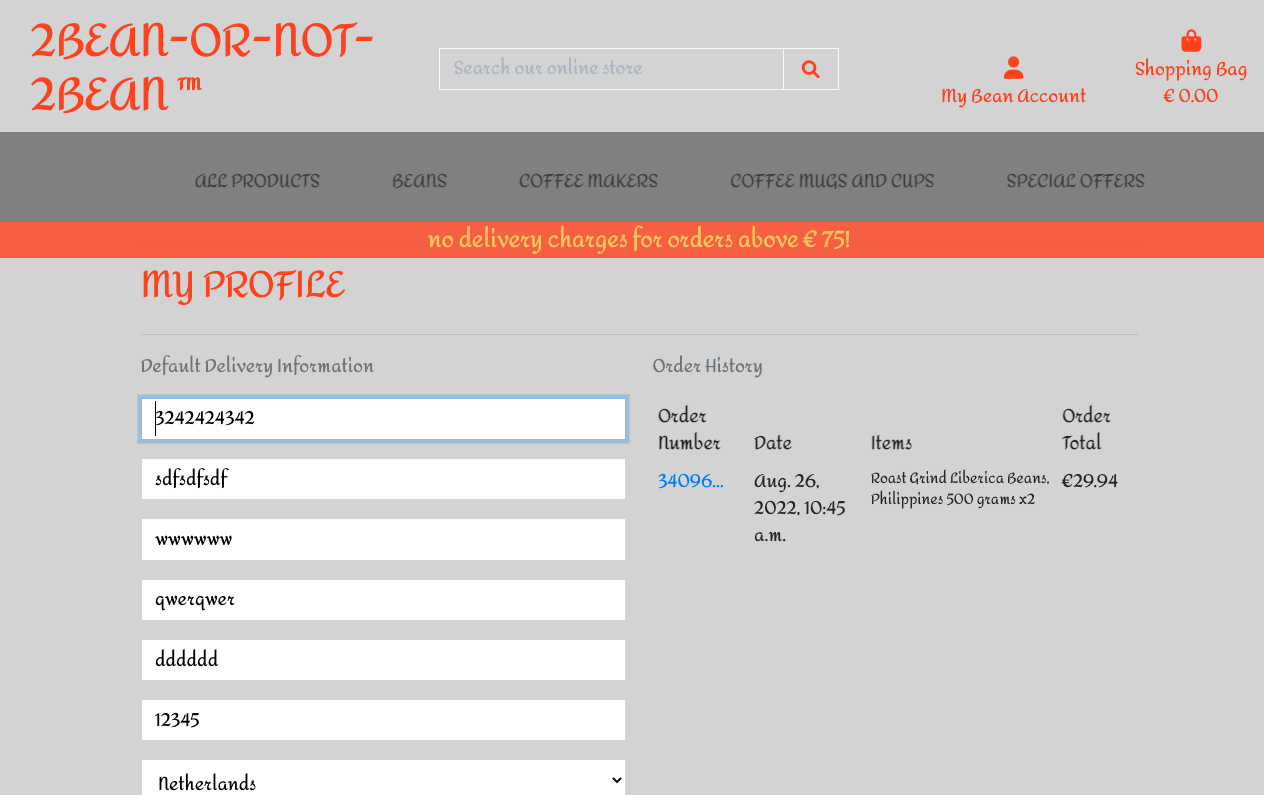 2BEAN-OR-NOT-
2BEAN ™
Search our online store
My Bean Account
Shopping Bag
€ 0.00
ALL PRODUCTS BEANS COFFEE MAKERS COFFEE MUGS AND CUPS SPECIAL OFFERS
no delivery charges for orders above € 75!
MY PROFILE
Default Delivery Information
3242424342
sdfsdfsdf
wwwwww
qwerqwer
dddddd
12345
Netherlands
Order History
Order Number Date Items Order Total
34096... Aug. 26, 2022, 10:45 a.m. Roast Grind Liberica Beans, Philippines 500 grams x2 €29.94